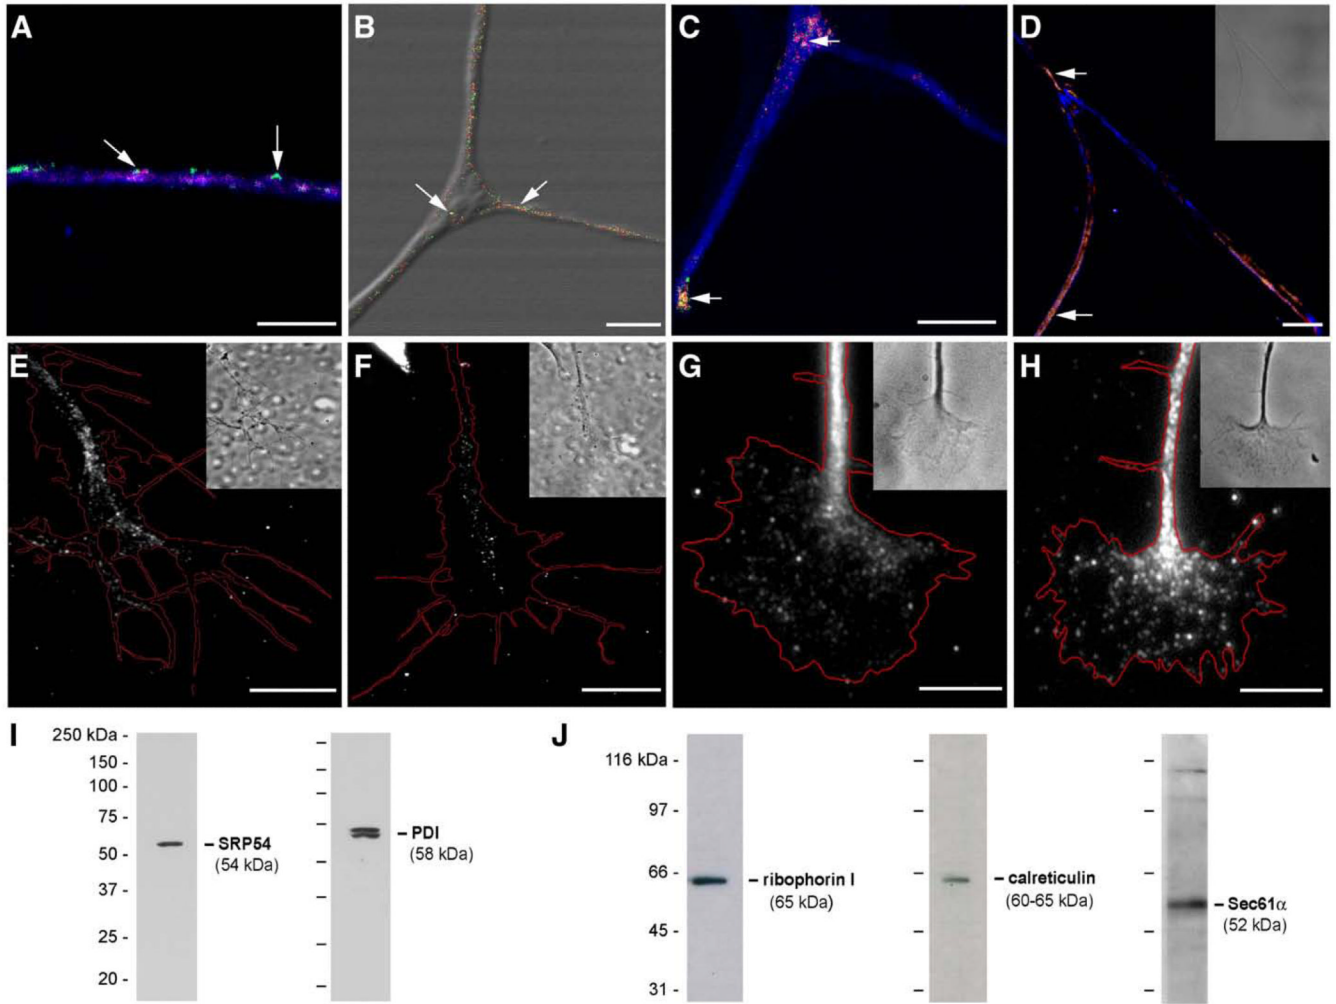 A
B
C
D
E
F
G
H
I
250 kDa -
150 -
100 -
75 -
50 -
37 -
25 -
20 -
– SRP54
(54 kDa)
– PDI
(58 kDa)
J
116 kDa -
97 -
66 -
45 -
31 -
– ribophorin I
(65 kDa)
– calreticulin
(60-65 kDa)
– Sec61α
(52 kDa)